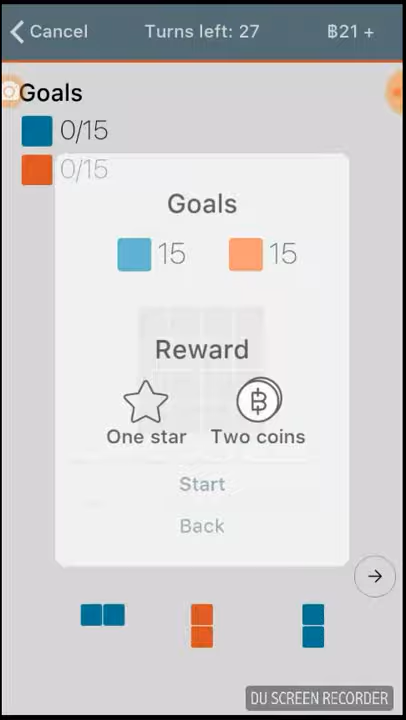 Cancel Turns left: 27 ฿21 +
Goals
0/15
0/15
Goals
15 15
Reward
One star Two coins
Start
Back
DU SCREEN RECORDER